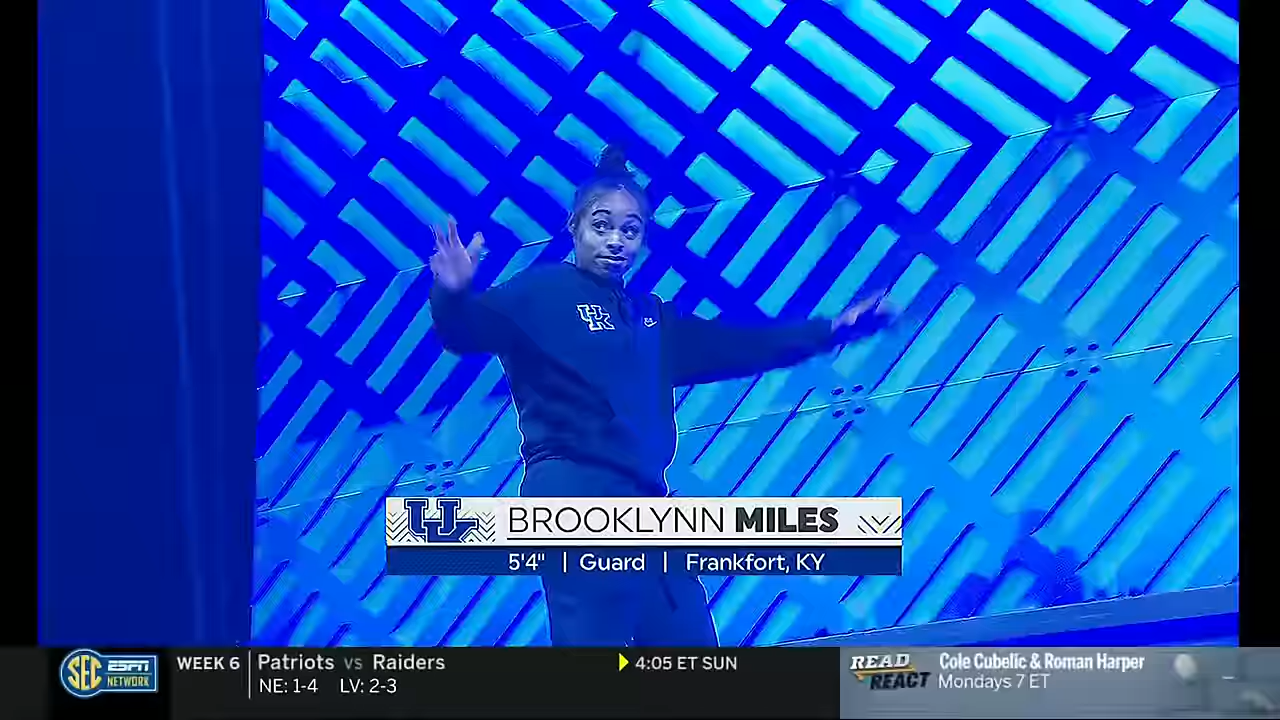 UK
UK
BROOKLYNN MILES
5'4" | Guard | Frankfort, KY
SEC ESPN NETWORK
WEEK 6
Patriots vs Raiders
4:05 ET SUN
NE: 1-4 LV: 2-3
READ & REACT
Cole Cubelic & Roman Harper
Mondays 7 ET